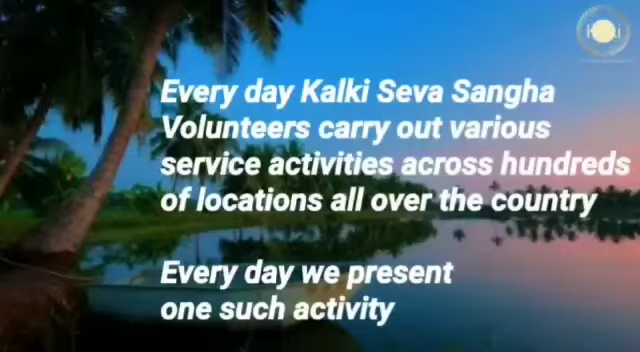 Every day Kalki Seva Sangha
Volunteers carry out various
service activities across hundreds
of locations all over the country
Every day we present
one such activity